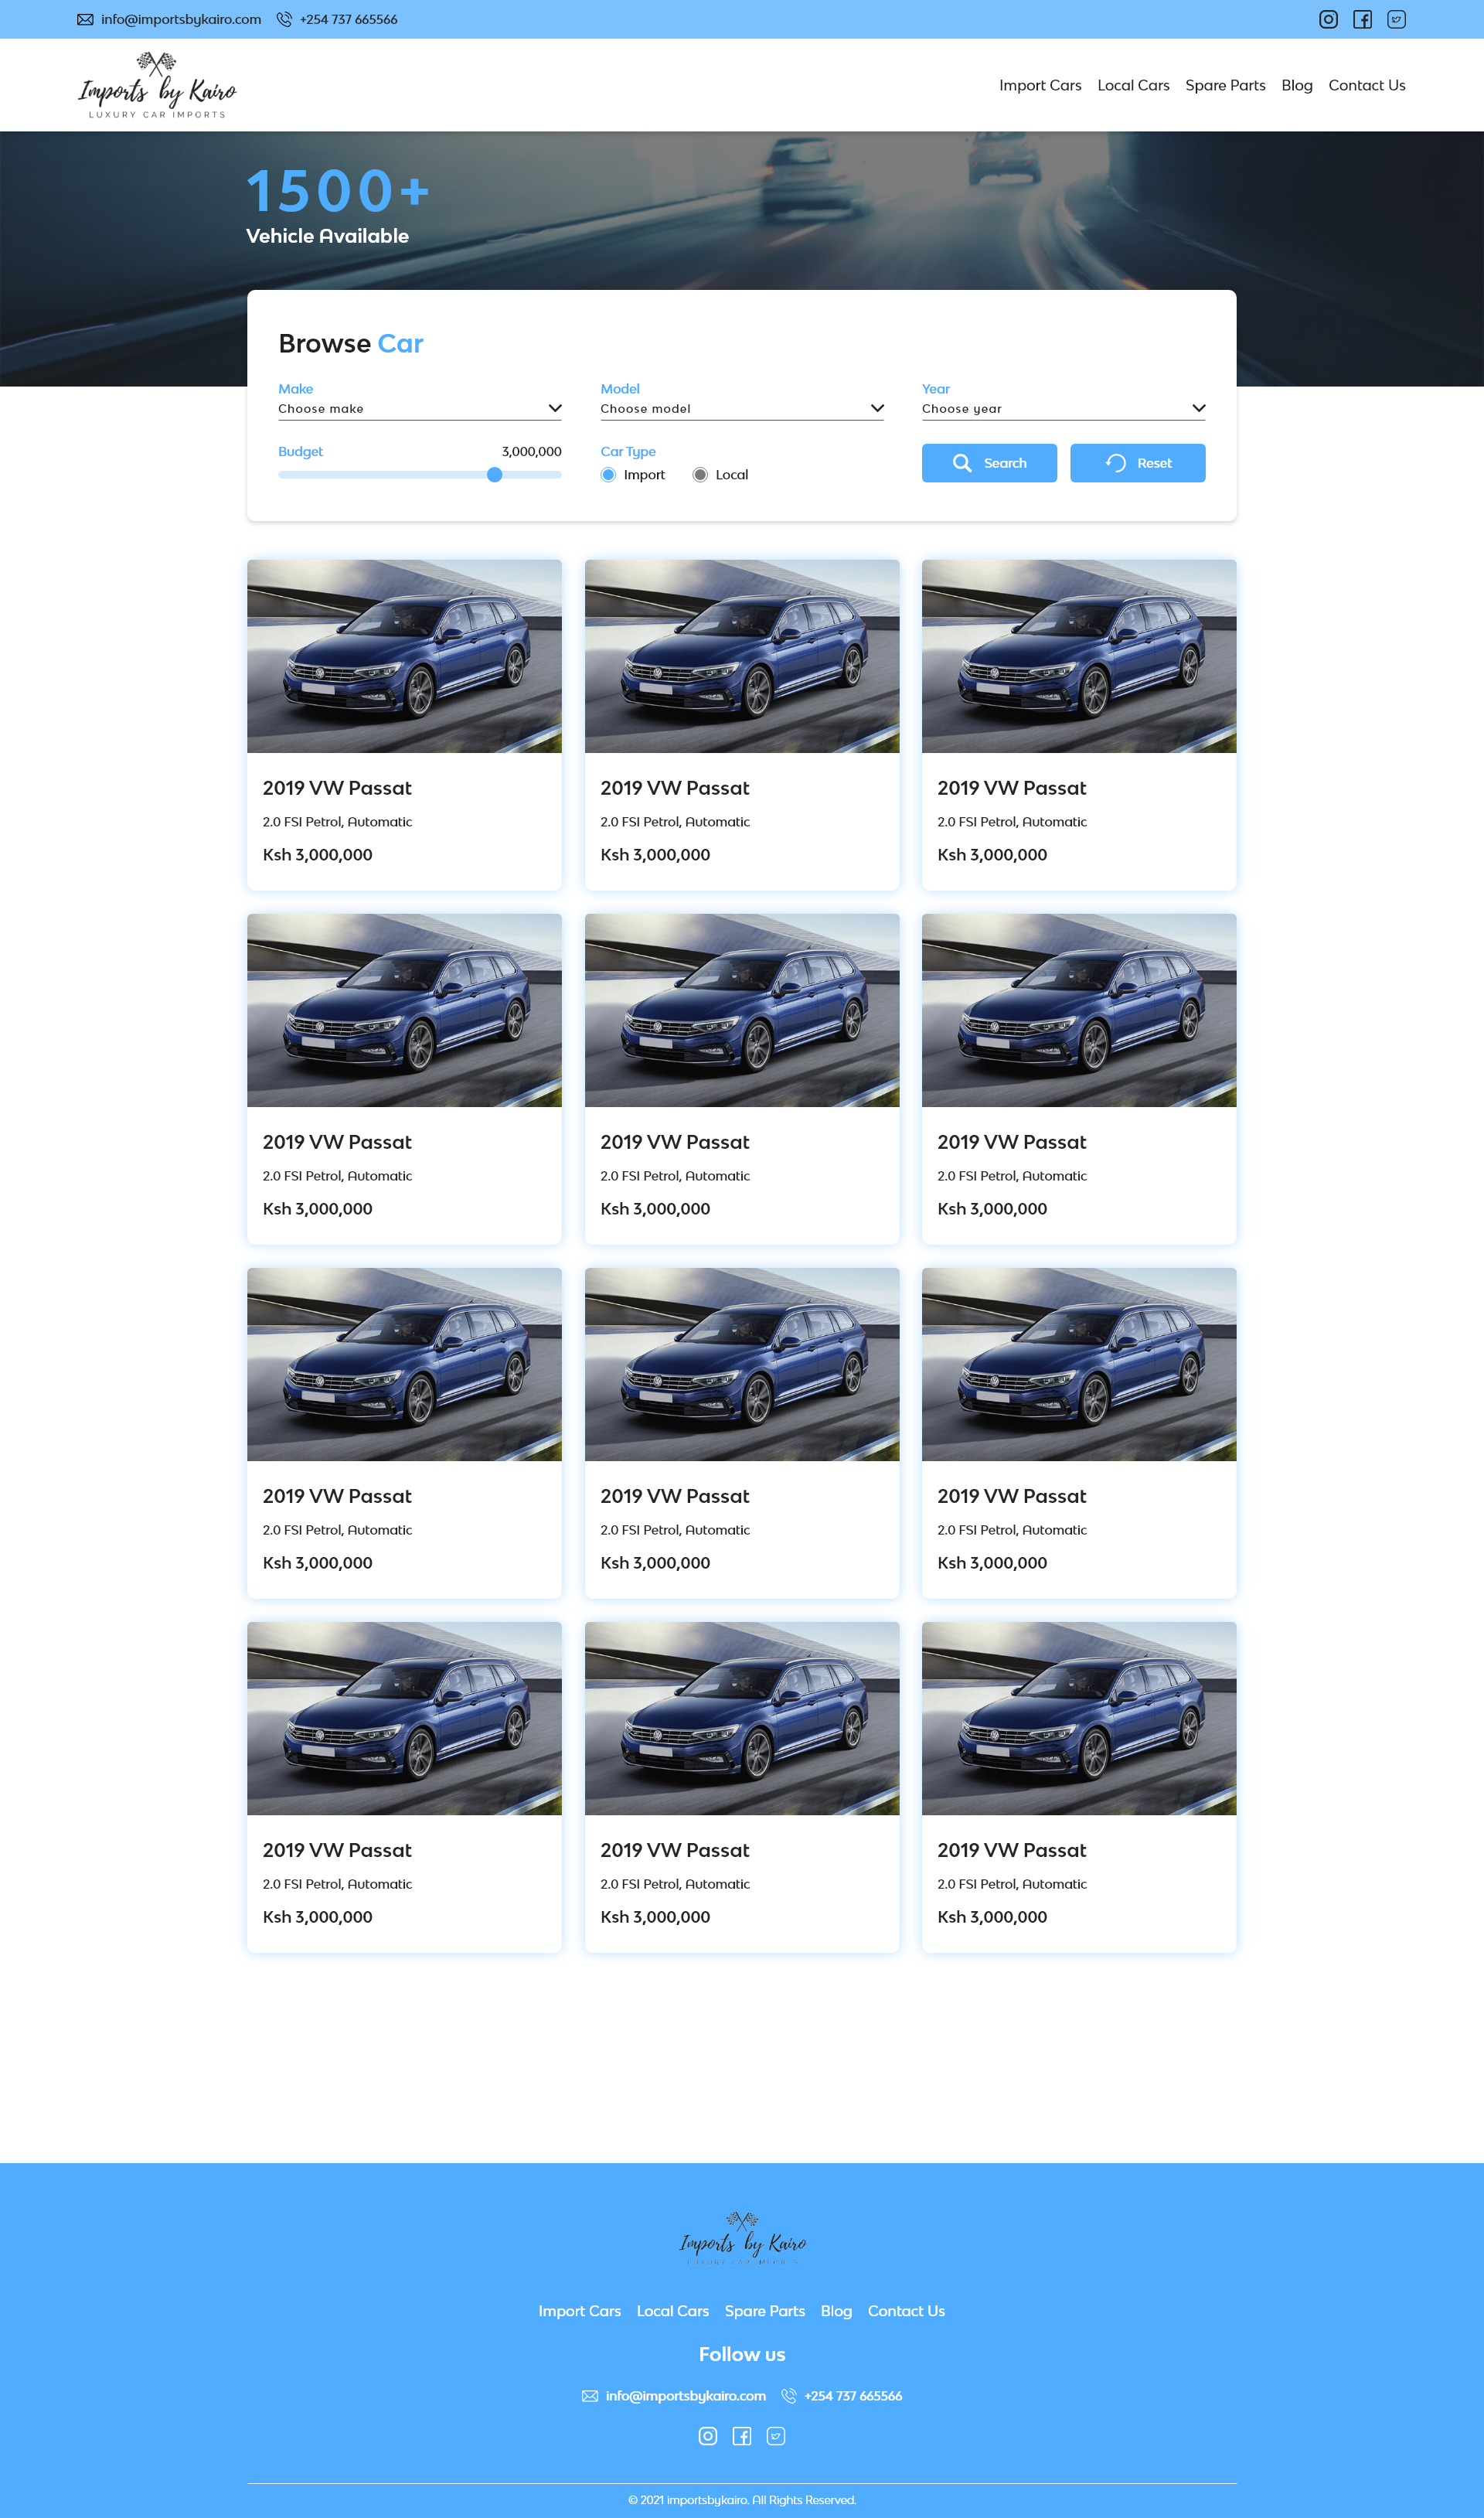 info@importsbykairo.com +254 737 665566
Imports by Kairo
LUXURY CAR IMPORTS
Import Cars Local Cars Spare Parts Blog Contact Us
1500+
Vehicle Available
Browse Car
Make Model Year
Choose make Choose model Choose year
Budget 3,000,000 Car Type
Import Local
Search Reset
2019 VW Passat 2019 VW Passat 2019 VW Passat
2.0 FSI Petrol, Automatic 2.0 FSI Petrol, Automatic 2.0 FSI Petrol, Automatic
Ksh 3,000,000 Ksh 3,000,000 Ksh 3,000,000
2019 VW Passat 2019 VW Passat 2019 VW Passat
2.0 FSI Petrol, Automatic 2.0 FSI Petrol, Automatic 2.0 FSI Petrol, Automatic
Ksh 3,000,000 Ksh 3,000,000 Ksh 3,000,000
2019 VW Passat 2019 VW Passat 2019 VW Passat
2.0 FSI Petrol, Automatic 2.0 FSI Petrol, Automatic 2.0 FSI Petrol, Automatic
Ksh 3,000,000 Ksh 3,000,000 Ksh 3,000,000
2019 VW Passat 2019 VW Passat 2019 VW Passat
2.0 FSI Petrol, Automatic 2.0 FSI Petrol, Automatic 2.0 FSI Petrol, Automatic
Ksh 3,000,000 Ksh 3,000,000 Ksh 3,000,000
Imports by Kairo
Import Cars Local Cars Spare Parts Blog Contact Us
Follow us
info@importsbykairo.com +254 737 665566
© 2021 importsbykairo. All Rights Reserved.